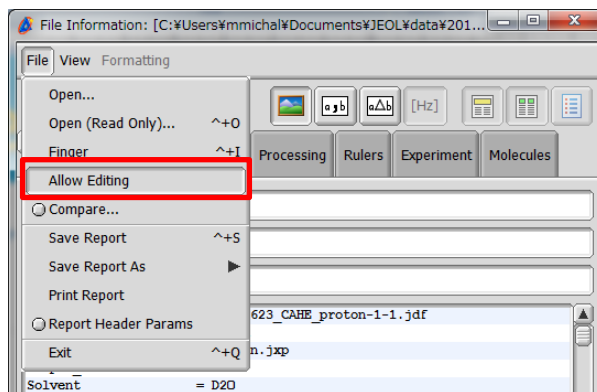 File Information: [C:¥Users¥mmichal¥Documents¥JEOL¥data¥201...
File View Formatting
Open...
Open (Read Only)... ^+O
Finger ^+I
Allow Editing
Compare...
Save Report ^+S
Save Report As
Print Report
Report Header Params
Exit ^+Q
a,b a∆b [Hz]
Processing Rulers Experiment Molecules
623_CAHE_proton-1-1.jdf
n.jxp
Solvent = D2O